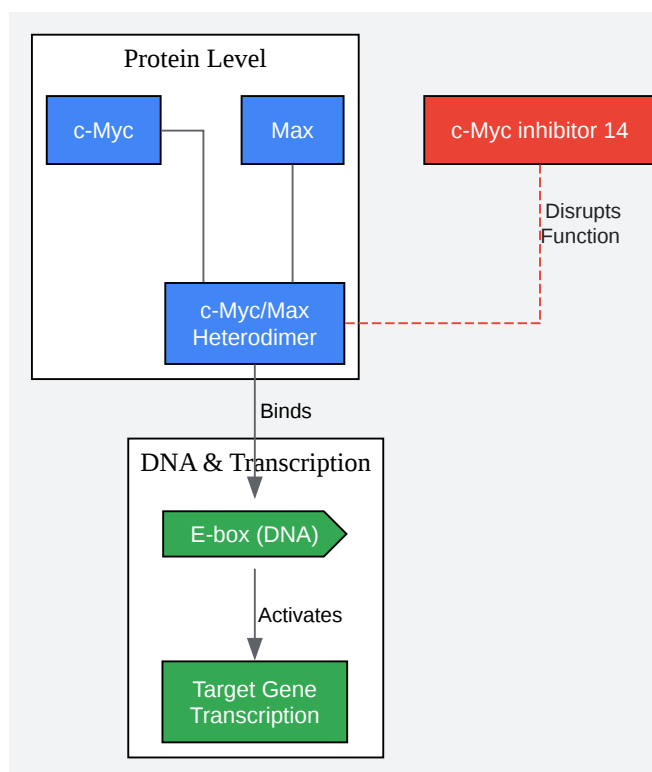 Protein Level
c-Myc
Max
c-Myc inhibitor 14
Disrupts
Function
c-Myc/Max
Heterodimer
Binds
DNA & Transcription
E-box (DNA)
Activates
Target Gene
Transcription